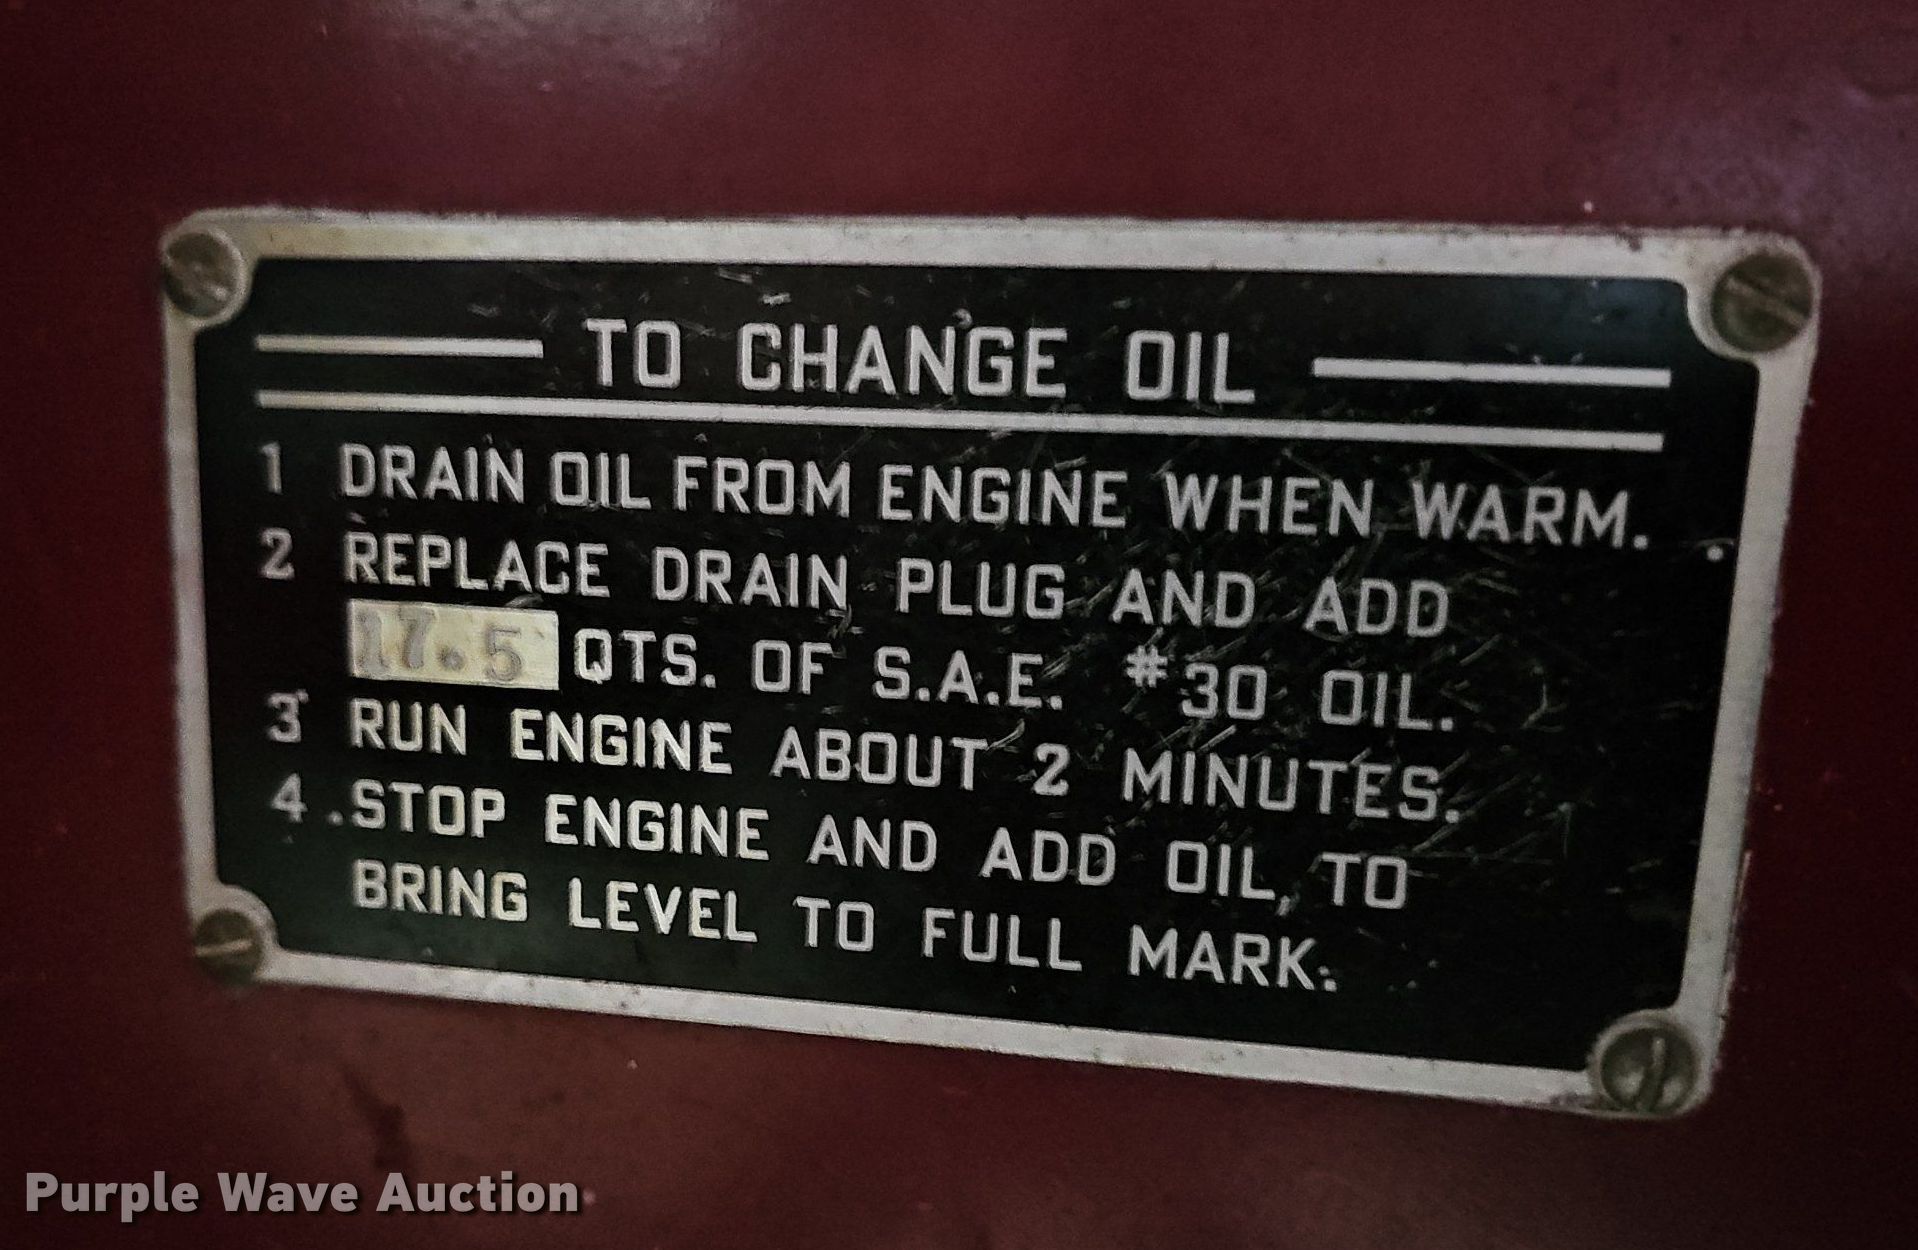 TO CHANGE OIL
1 DRAIN OIL FROM ENGINE WHEN WARM.
2 REPLACE DRAIN PLUG AND ADD
17.5 QTS. OF S.A.E. #30 OIL.
3 RUN ENGINE ABOUT 2 MINUTES.
4 STOP ENGINE AND ADD OIL, TO
BRING LEVEL TO FULL MARK.
Purple Wave Auction